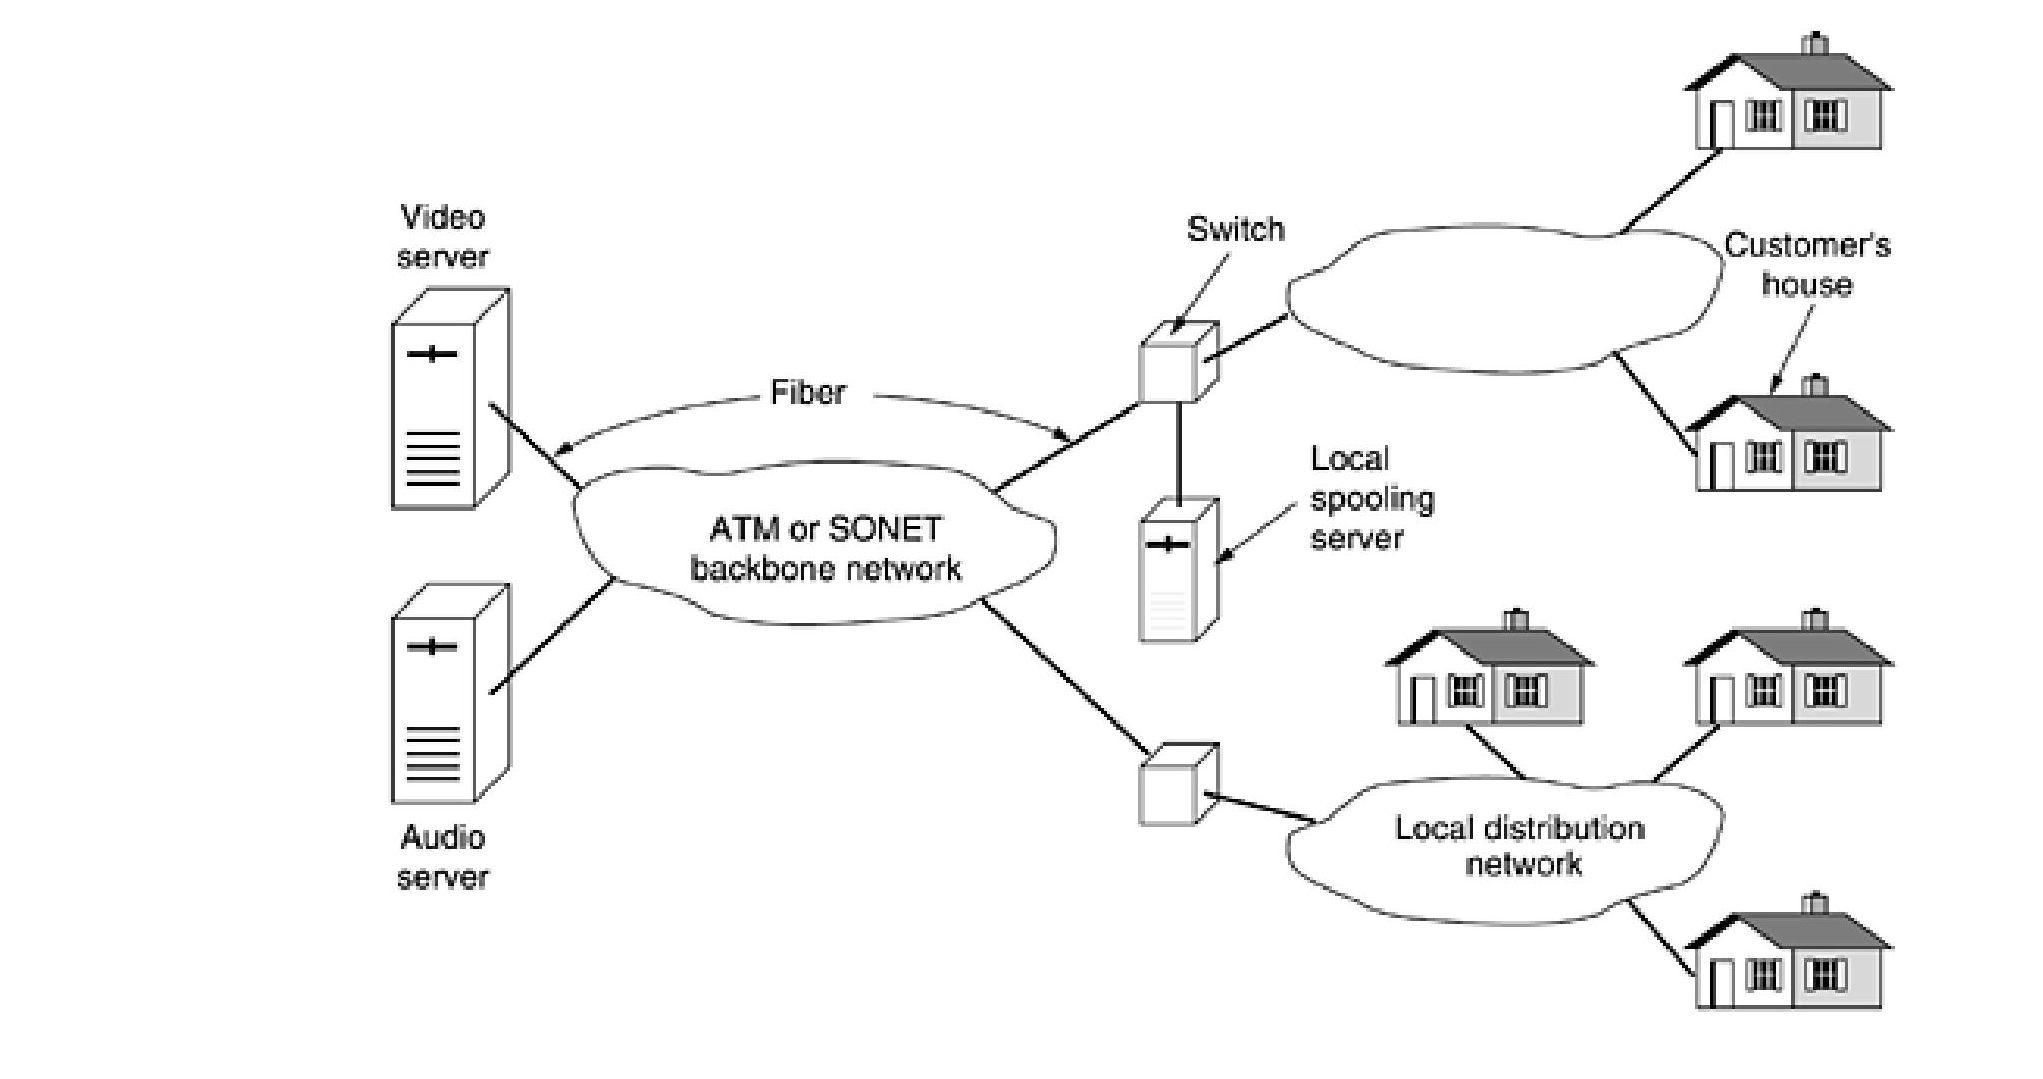 Video
server
Switch
Customer's
house
Fiber
Local
spooling
server
ATM or SONET
backbone network
Local distribution
network
Audio
server